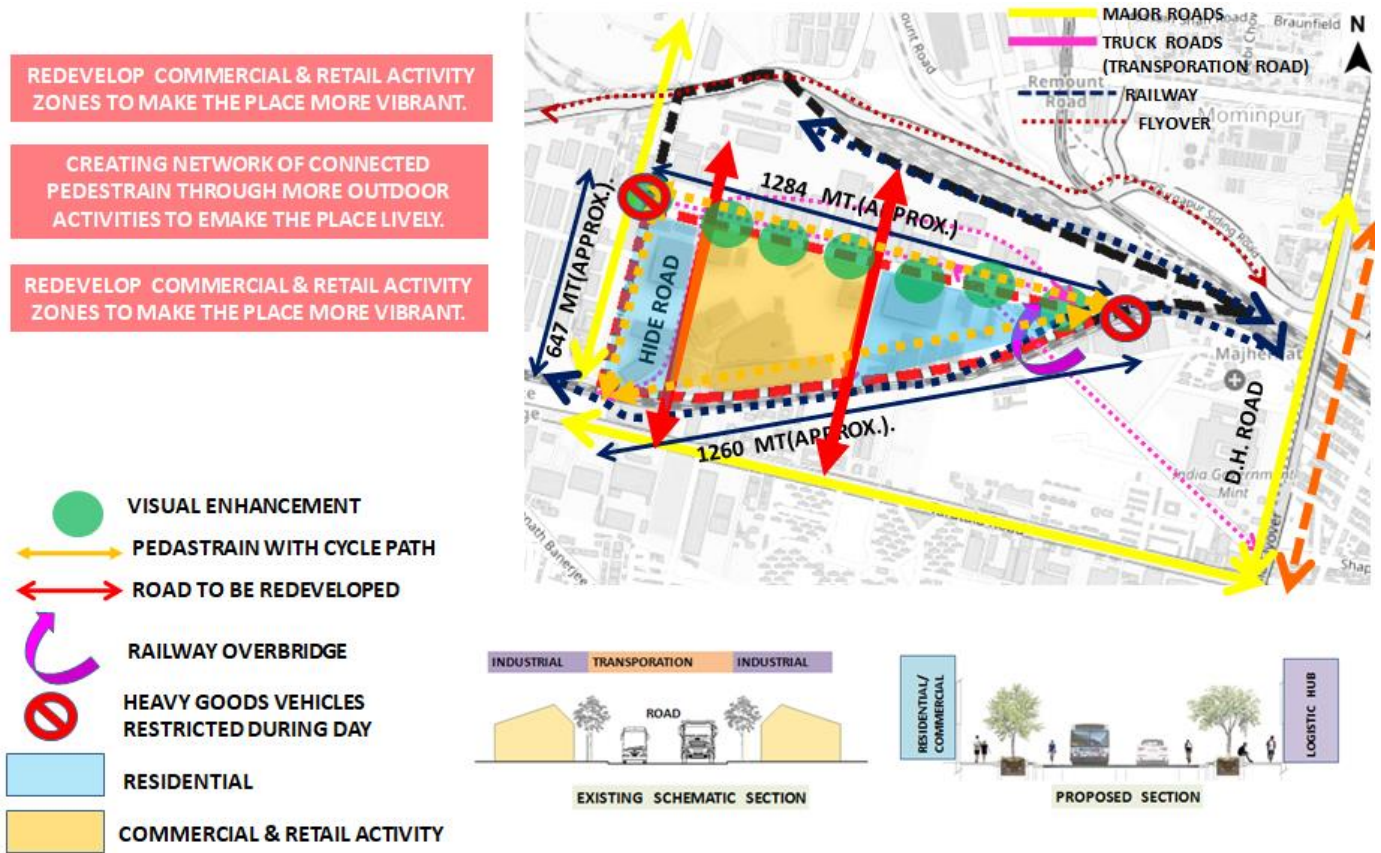 REDEVELOP COMMERCIAL & RETAIL ACTIVITY
ZONES TO MAKE THE PLACE MORE VIBRANT.
CREATING NETWORK OF CONNECTED
PEDESTRAIN THROUGH MORE OUTDOOR
ACTIVITIES TO EMAKE THE PLACE LIVELY.
REDEVELOP COMMERCIAL & RETAIL ACTIVITY
ZONES TO MAKE THE PLACE MORE VIBRANT.
MAJOR ROADS
TRUCK ROADS
(TRANSPORATION ROAD)
RAILWAY
FLYOVER
N
Braunfield
Remount
Road
Mominpur
1284 MT.(APPROX.)
647 MT(APPROX.).
HIDE ROAD
1260 MT(APPROX.).
D.H. ROAD
India Government
Mint
nath Banerjee
Shap
VISUAL ENHANCEMENT
PEDASTRAIN WITH CYCLE PATH
ROAD TO BE REDEVELOPED
RAILWAY OVERBRIDGE
HEAVY GOODS VEHICLES
RESTRICTED DURING DAY
RESIDENTIAL
COMMERCIAL & RETAIL ACTIVITY
INDUSTRIAL
TRANSPORATION
INDUSTRIAL
ROAD
EXISTING SCHEMATIC SECTION
RESIDENTIAL/
COMMERCIAL
LOGISTIC HUB
PROPOSED SECTION